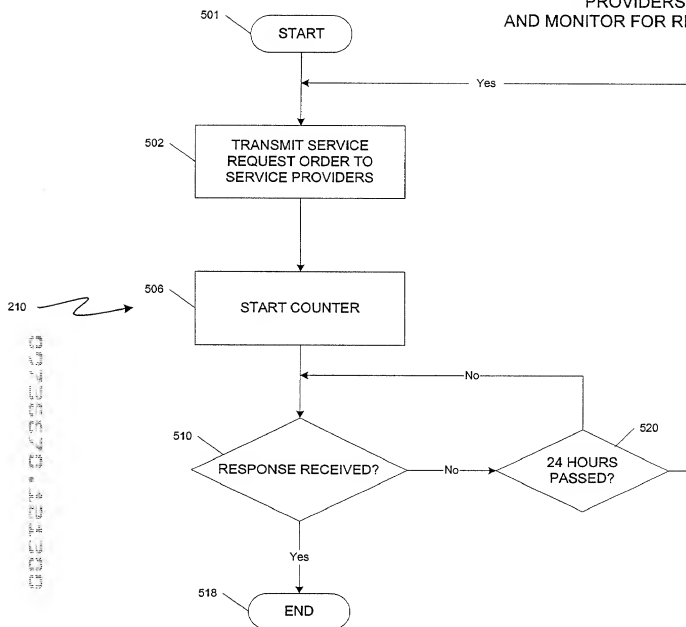 PROVIDERS
AND MONITOR FOR RE
501
START
Yes
502
TRANSMIT SERVICE
REQUEST ORDER TO
SERVICE PROVIDERS
210
506
START COUNTER
No
510
RESPONSE RECEIVED?
No
520
24 HOURS
PASSED?
Yes
518
END